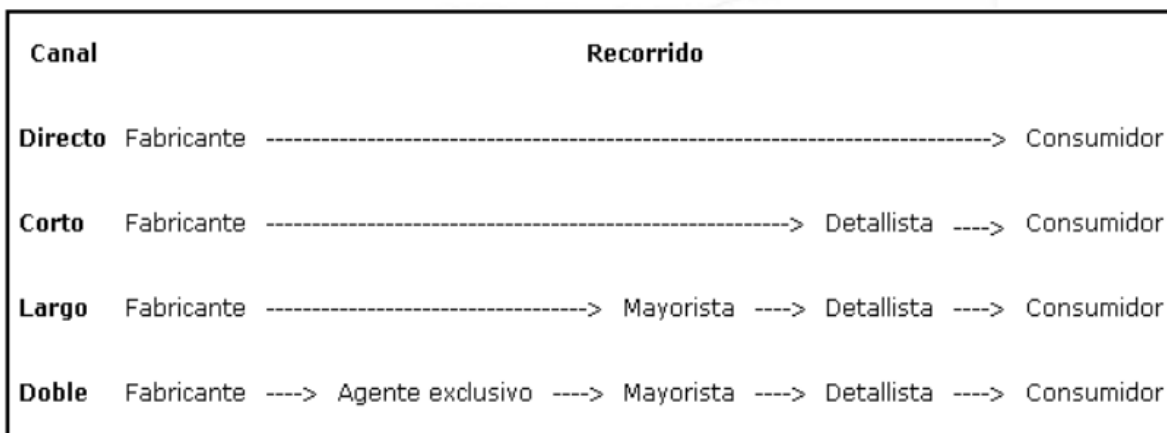 Canal Recorrido
Directo Fabricante ------------------------------------------------------------------------------> Consumidor
Corto Fabricante --------------------------------------------------------> Detallista ----> Consumidor
Largo Fabricante -----------------------------------> Mayorista ----> Detallista ----> Consumidor
Doble Fabricante ----> Agente exclusivo ----> Mayorista ----> Detallista ----> Consumidor